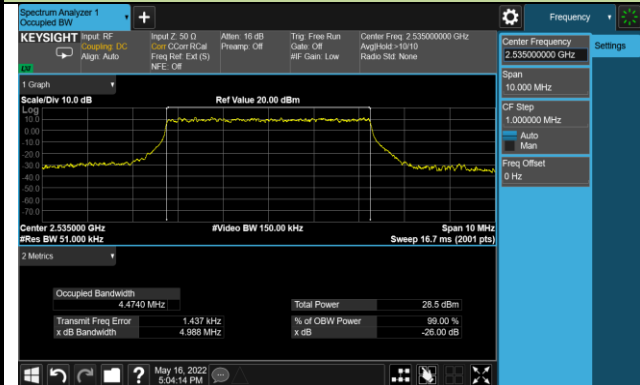 Spectrum Analyzer 1
Occupied BW
Frequency
KEYSIGHT
Input: RF
Coupling: DC
Align: Auto
Input Z: 50 Ω
Corr CCorr RCal
Freq Ref: Ext (S)
NFE: Off
Atten: 16 dB
Preamp: Off
Trig: Free Run
Gate: Off
#IF Gain: Low
Center Freq: 2.535000000 GHz
Avg|Hold:>10/10
Radio Std: None
1 Graph
Scale/Div 10.0 dB
Ref Value 20.00 dBm
Log
10.0
0.00
-10.0
-20.0
-30.0
-40.0
-50.0
-60.0
-70.0
Center 2.53500 GHz
#Video BW 150.00 kHz
Span 10 MHz
#Res BW 51.000 kHz
Sweep 16.7 ms (2001 pts)
2 Metrics
Occupied Bandwidth
4.4740 MHz
Total Power 28.5 dBm
Transmit Freq Error 1.437 kHz
% of OBW Power 99.00 %
x dB Bandwidth 4.988 MHz
x dB -26.00 dB
May 16, 2022
5:04:14 PM
Center Frequency
2.535000000 GHz
Settings
Span
10.000 MHz
CF Step
1.000000 MHz
Auto
Man
Freq Offset
0 Hz